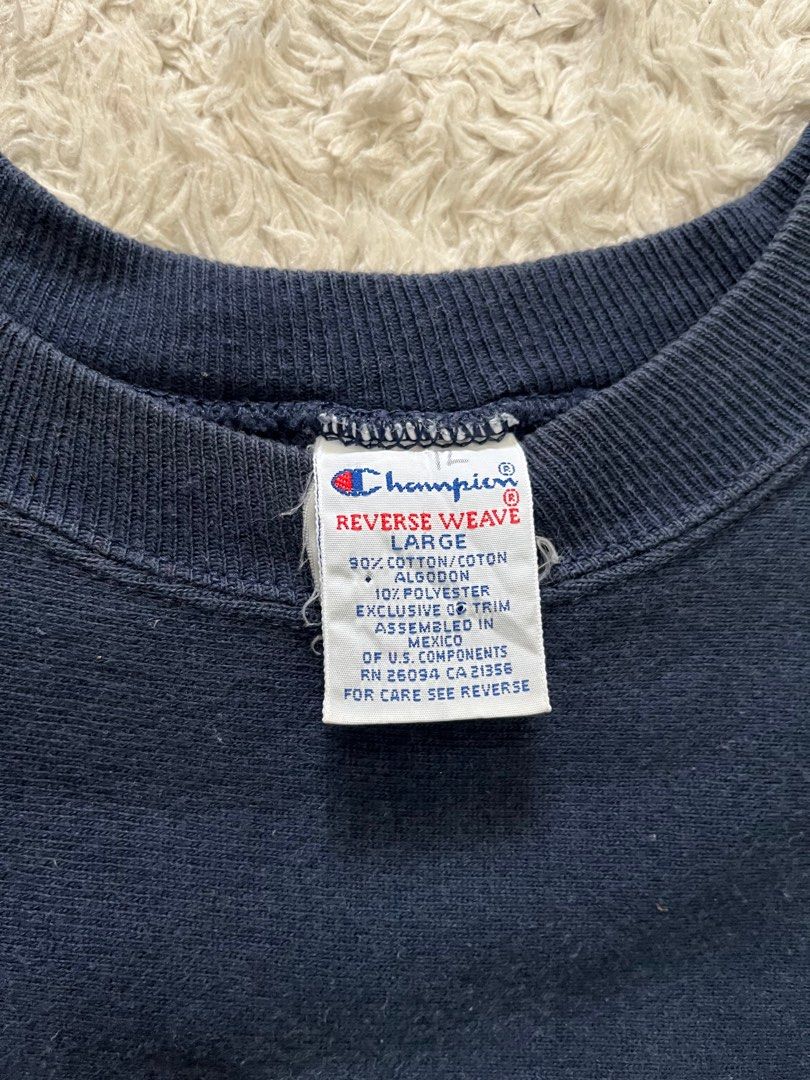 Champion®
REVERSE WEAVE®
LARGE
90% COTTON/COTON
ALGODON
10% POLYESTER
EXCLUSIVE OF TRIM
ASSEMBLED IN
MEXICO
OF U.S. COMPONENTS
RN 26094 CA 21356
FOR CARE SEE REVERSE